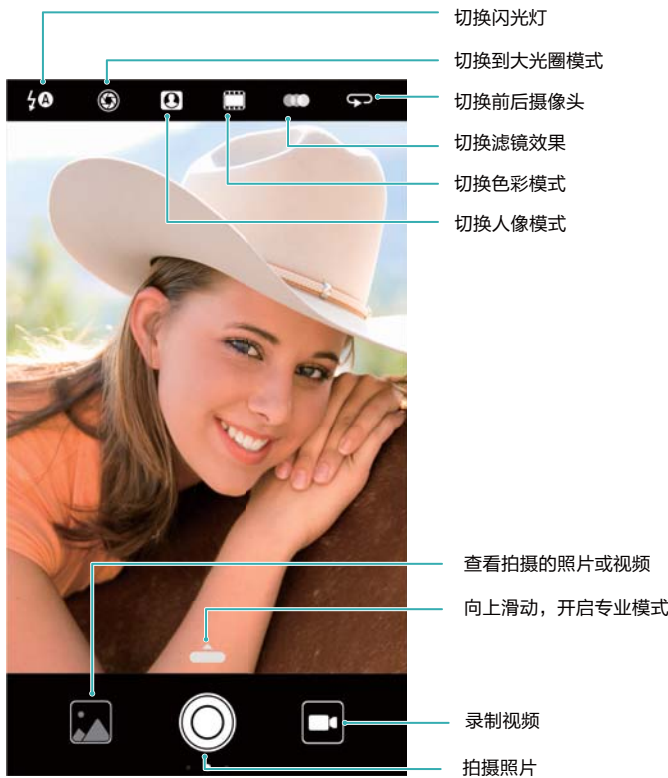 切换闪光灯
切换到大光圈模式
切换前后摄像头
切换滤镜效果
切换色彩模式
切换人像模式
查看拍摄的照片或视频
向上滑动，开启专业模式
录制视频
拍摄照片